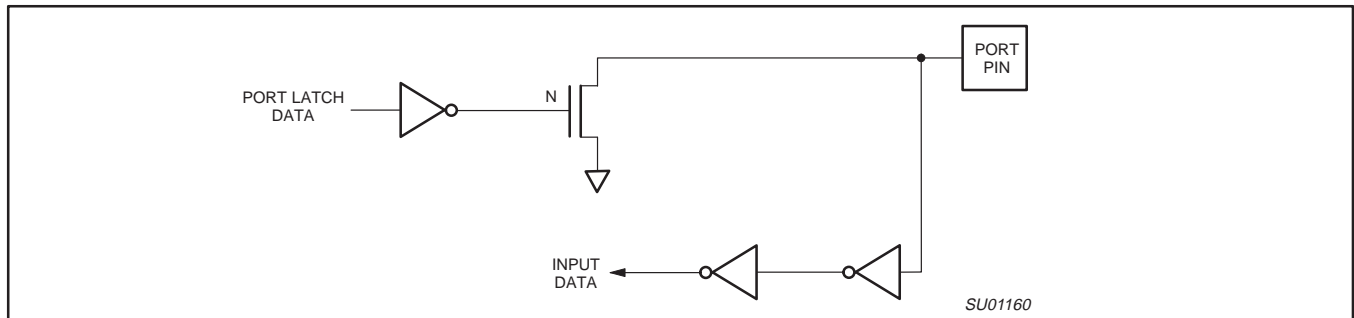 PORT
PIN
N
PORT LATCH
DATA
INPUT
DATA
SU01160